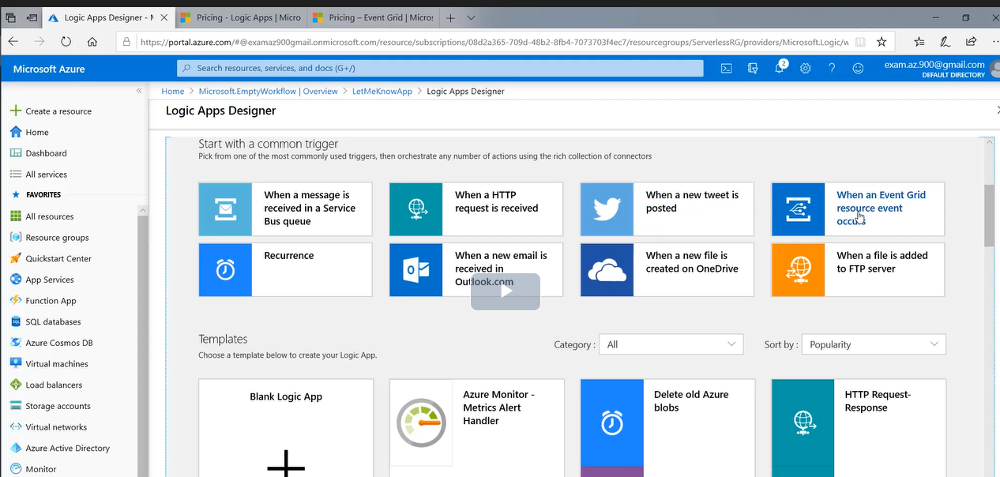 Logic Apps Designer - M
Pricing - Logic Apps | Micro
Pricing – Event Grid | Micros
https://portal.azure.com/#@examaz900gmail.onmicrosoft.com/resource/subscriptions/08d2a365-709d-48b2-8fb4-7073703f4ec7/resourcegroups/ServerlessRG/providers/Microsoft.Logic/w
Microsoft Azure
Search resources, services, and docs (G+/)
2
exam.az.900@gmail.com
DEFAULT DIRECTORY
Home > Microsoft.EmptyWorkflow | Overview > LetMeKnowApp > Logic Apps Designer
Logic Apps Designer
Create a resource
Home
Dashboard
All services
FAVORITES
All resources
Resource groups
Quickstart Center
App Services
Function App
SQL databases
Azure Cosmos DB
Virtual machines
Load balancers
Storage accounts
Virtual networks
Azure Active Directory
Monitor
Start with a common trigger
Pick from one of the most commonly used triggers, then orchestrate any number of actions using the rich collection of connectors
When a message is
received in a Service
Bus queue
When a HTTP
request is received
When a new tweet is
posted
When an Event Grid
resource event
occurs
Recurrence
When a new email is
received in
Outlook.com
When a new file is
created on OneDrive
When a file is added
to FTP server
Templates
Choose a template below to create your Logic App.
Category : All
Sort by : Popularity
Blank Logic App
Azure Monitor -
Metrics Alert
Handler
Delete old Azure
blobs
HTTP Request-
Response